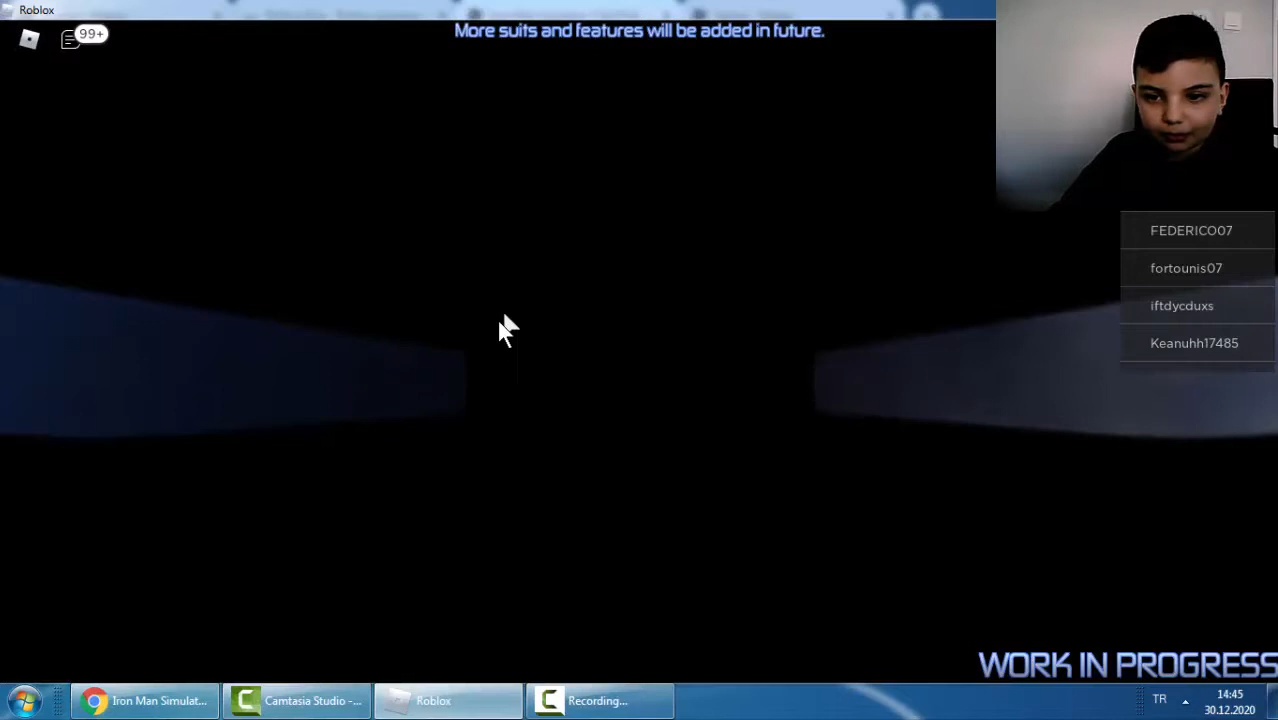 Roblox
99+
More suits and features will be added in future.
FEDERICO07
fortounis07
iftdycduxs
Keanuhh17485
WORK IN PROGRESS
Iron Man Simulat...
Camtasia Studio -...
Roblox
Recording...
TR
14:45
30.12.2020